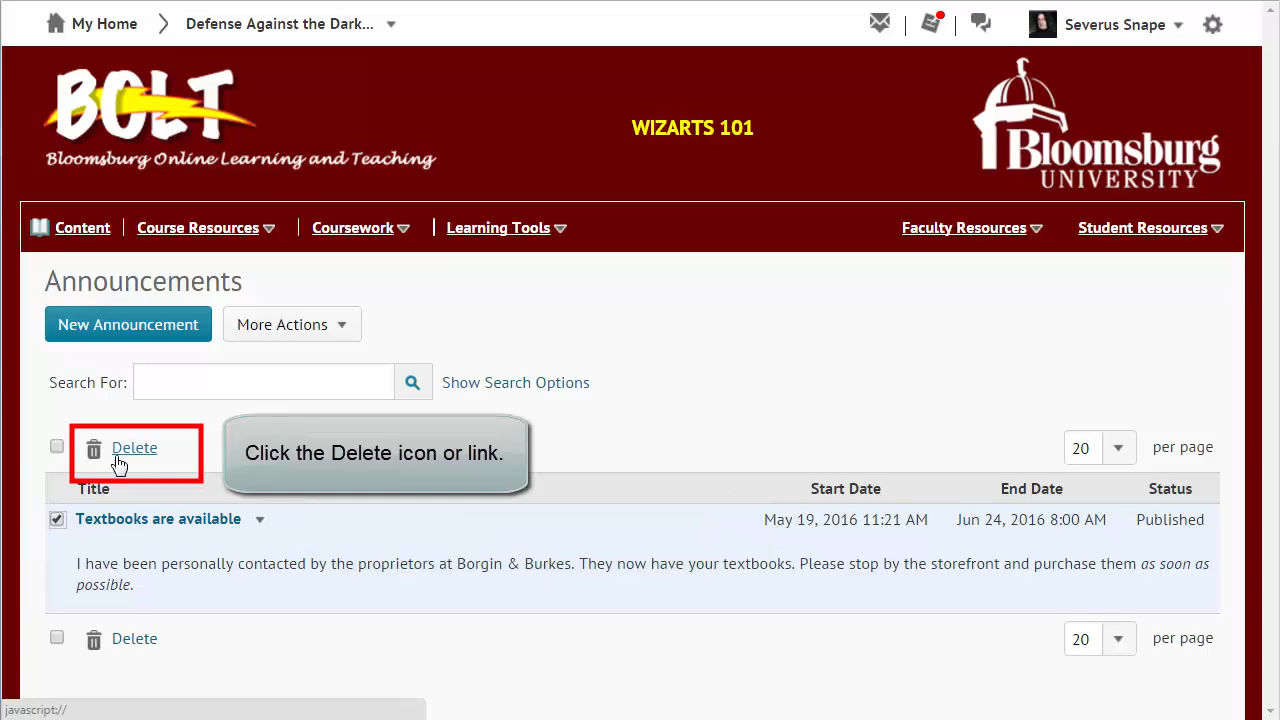 My Home
Defense Against the Dark...
Severus Snape
BOLT
Bloomsburg Online Learning and Teaching
WIZARTS 101
Bloomsburg
UNIVERSITY
Content
Course Resources
Coursework
Learning Tools
Faculty Resources
Student Resources
Announcements
New Announcement
More Actions
Search For:
Show Search Options
Delete
Click the Delete icon or link.
20
per page
Title
Start Date
End Date
Status
Textbooks are available
May 19, 2016 11:21 AM
Jun 24, 2016 8:00 AM
Published
I have been personally contacted by the proprietors at Borgin & Burkes. They now have your textbooks. Please stop by the storefront and purchase them as soon as
possible.
Delete
20
per page
javascript://